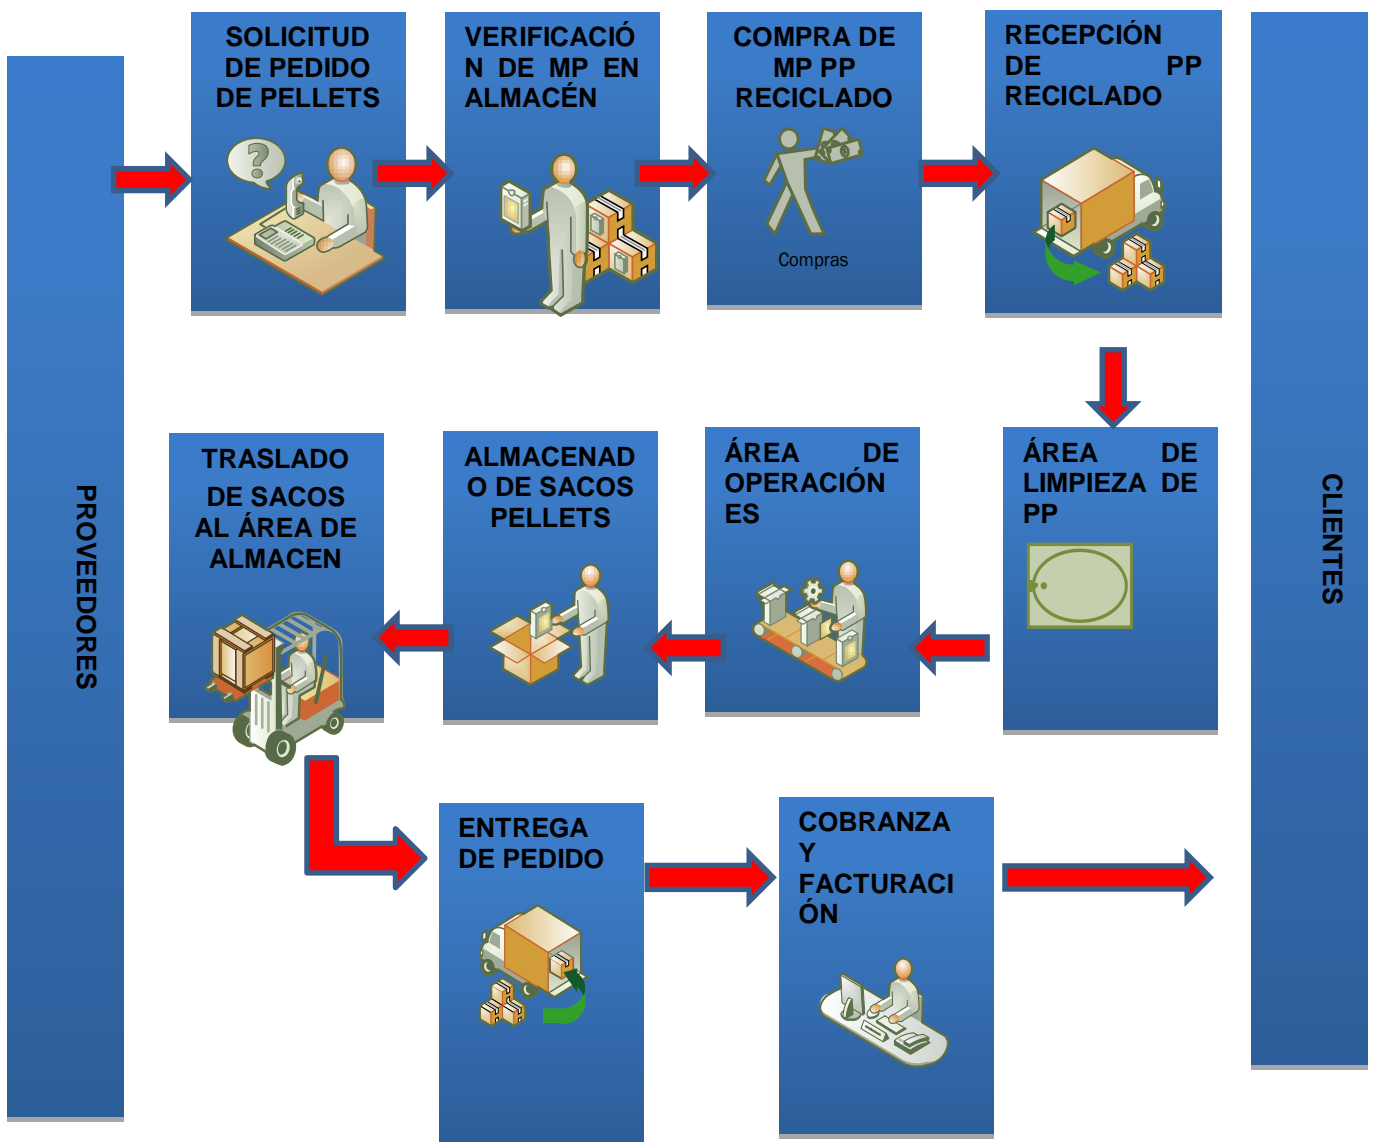 PROVEEDORES
SOLICITUD
DE PEDIDO
DE PELLETS
VERIFICACIÓ
N DE MP EN
ALMACÉN
COMPRA DE
MP PP
RECICLADO
Compras
RECEPCIÓN
DE PP
RECICLADO
ÁREA DE
LIMPIEZA DE
PP
ÁREA DE
OPERACIÓN
ES
ALMACENAD
O DE SACOS
PELLETS
TRASLADO
DE SACOS
AL ÁREA DE
ALMACEN
ENTREGA
DE PEDIDO
COBRANZA
Y
FACTURACI
ÓN
CLIENTES